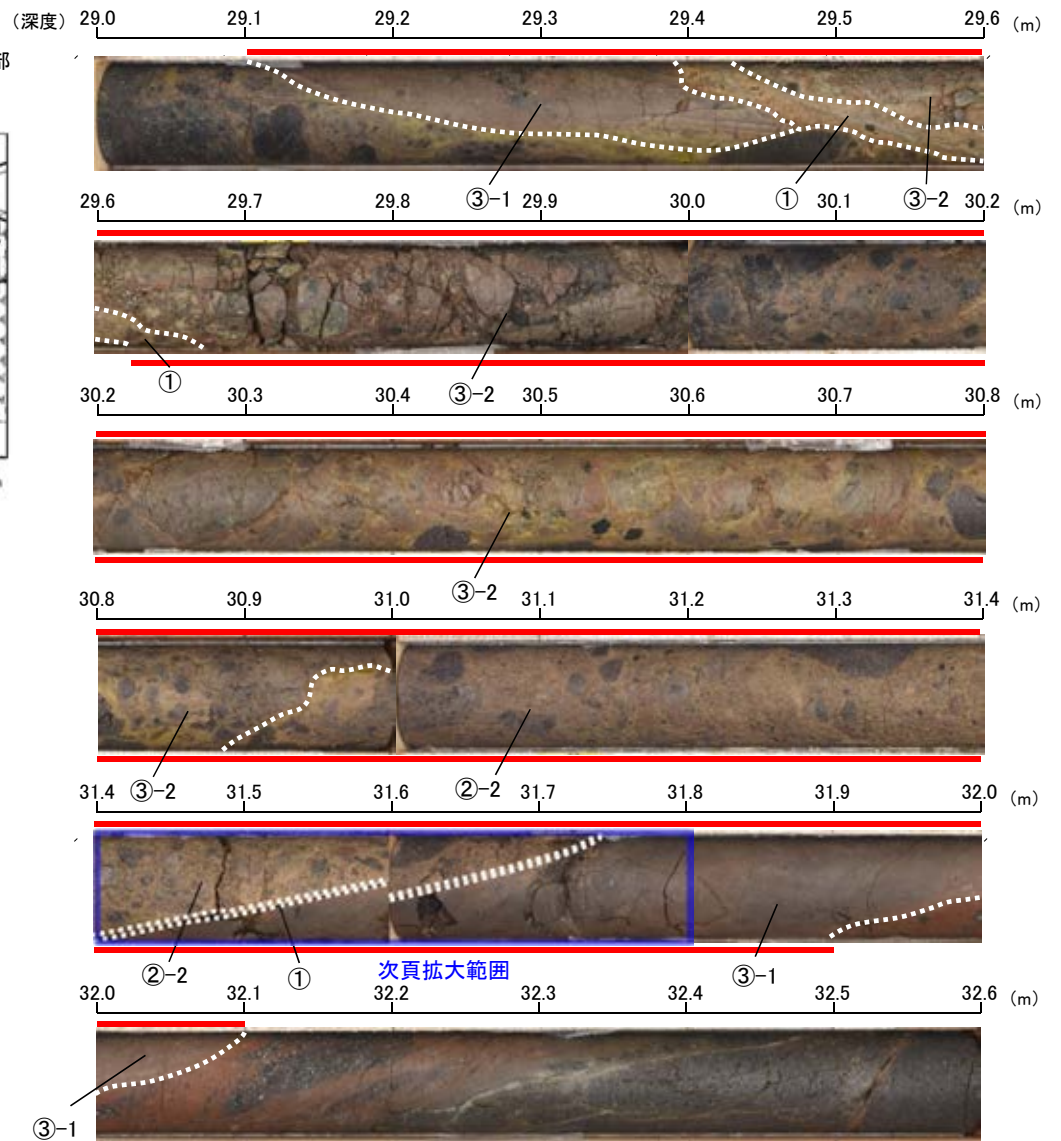 （深度） 29.0 29.1 29.2 29.3 29.4 29.5 29.6 （m）
部
③-1 ① ③-2
29.6 29.7 29.8 29.9 30.0 30.1 30.2 （m）
① ③-2
30.2 30.3 30.4 30.5 30.6 30.7 30.8 （m）
③-2
30.8 30.9 31.0 31.1 31.2 31.3 31.4 （m）
③-2 ②-2
31.4 31.5 31.6 31.7 31.8 31.9 32.0 （m）
②-2 ① 次頁拡大範囲 ③-1
32.0 32.1 32.2 32.3 32.4 32.5 32.6 （m）
③-1